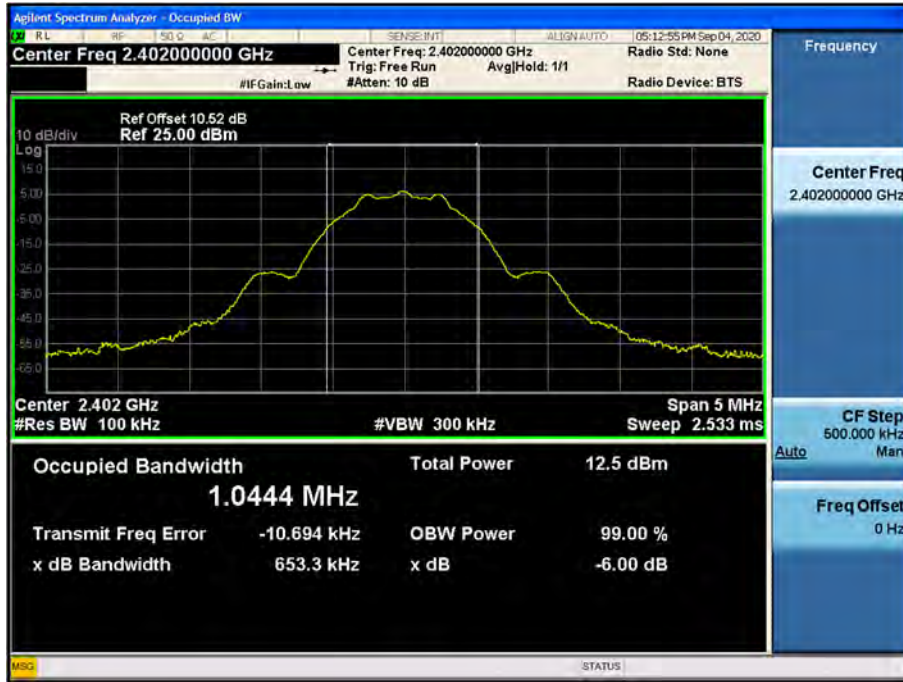 Agilent Spectrum Analyzer - Occupied BW
RL RF 50 Ω AC SENSE:INT ALIGN AUTO 05:12:55 PM Sep 04, 2020
Center Freq 2.402000000 GHz
Center Freq: 2.402000000 GHz
Radio Std: None
Trig: Free Run Avg|Hold: 1/1
#IFGain:Low
#Atten: 10 dB
Radio Device: BTS
Ref Offset 10.52 dB
10 dB/div Ref 25.00 dBm
Log
15.0
5.00
-5.00
-15.0
-25.0
-35.0
-45.0
-55.0
-65.0
Center 2.402 GHz Span 5 MHz
#Res BW 100 kHz #VBW 300 kHz Sweep 2.533 ms
Occupied Bandwidth Total Power 12.5 dBm
1.0444 MHz
Transmit Freq Error -10.694 kHz OBW Power 99.00 %
x dB Bandwidth 653.3 kHz x dB -6.00 dB
MSG STATUS
Frequency
Center Freq
2.402000000 GHz
CF Step
500.000 kHz
Auto Man
Freq Offset
0 Hz